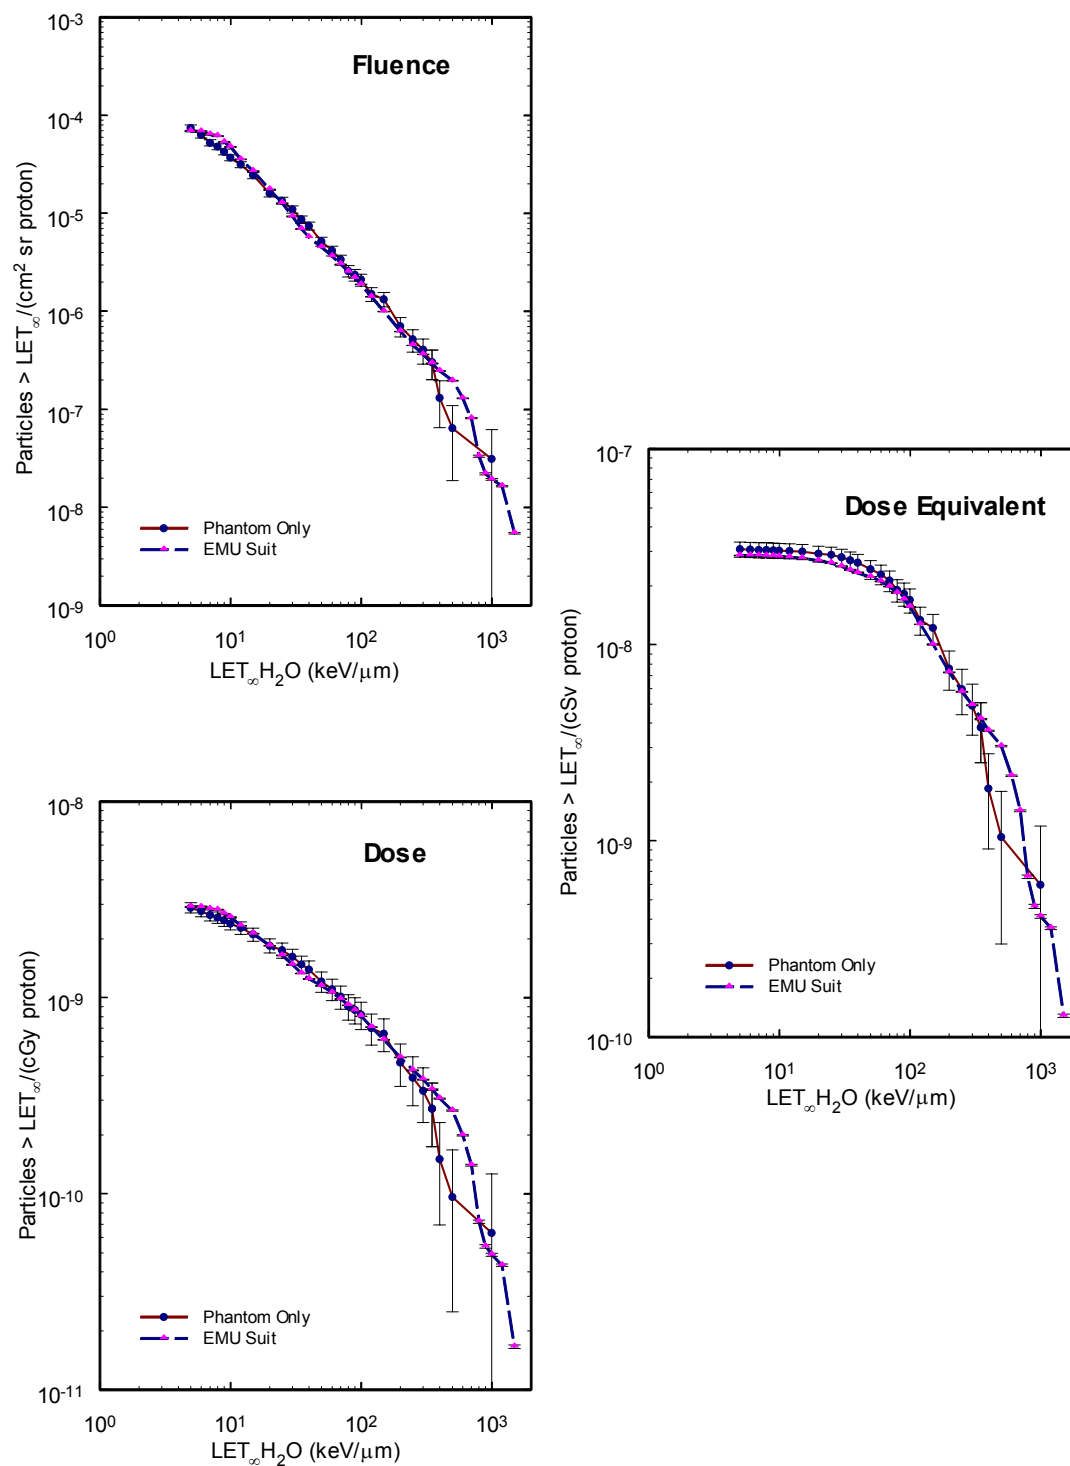 Fluence
10⁻³
10⁻⁴
10⁻⁵
10⁻⁶
10⁻⁷
10⁻⁸
10⁻⁹
Particles > LET∞/(cm² sr proton)
Phantom Only
EMU Suit
10⁰ 10¹ 10² 10³
LET∞H₂O (keV/μm)
Dose Equivalent
10⁻⁷
10⁻⁸
10⁻⁹
10⁻¹⁰
Particles > LET∞/(cSv proton)
Phantom Only
EMU Suit
10⁰ 10¹ 10² 10³
LET∞H₂O (keV/μm)
Dose
10⁻⁸
10⁻⁹
10⁻¹⁰
10⁻¹¹
Particles > LET∞/(cGy proton)
Phantom Only
EMU Suit
10⁰ 10¹ 10² 10³
LET∞H₂O (keV/μm)